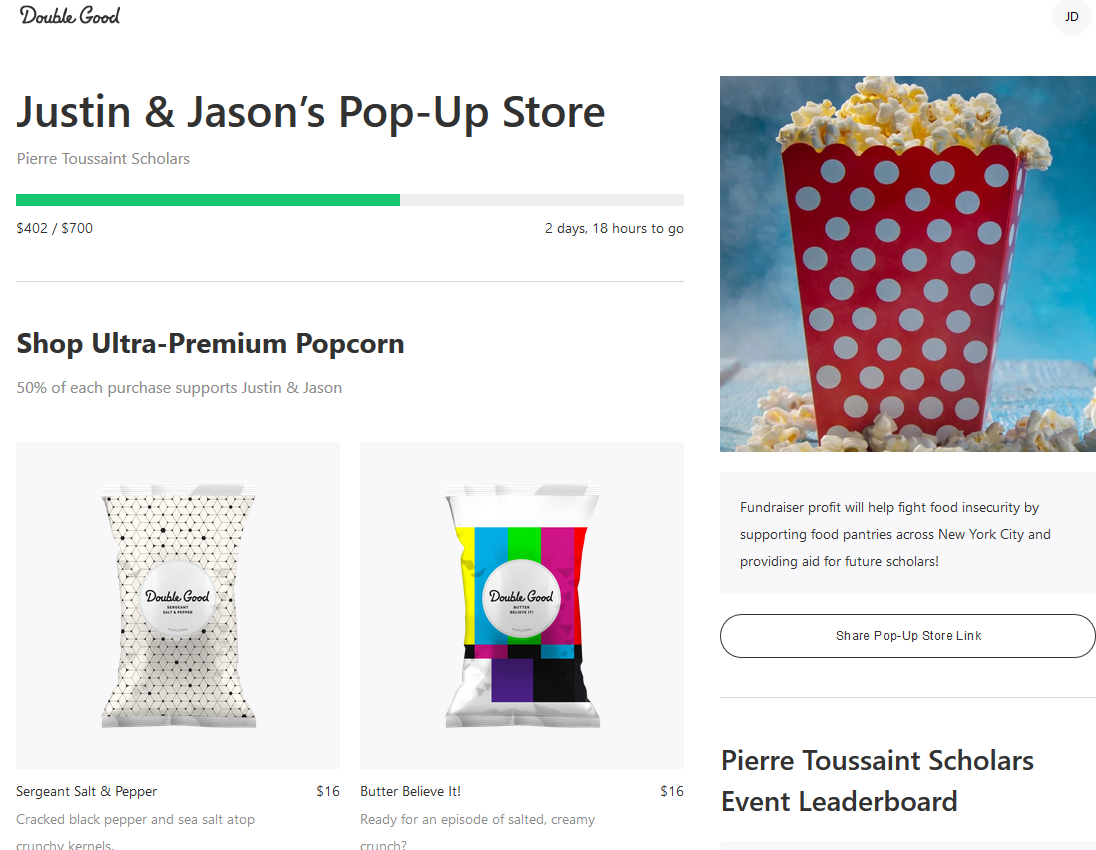 Double Good
JD
Justin & Jason’s Pop-Up Store
Pierre Toussaint Scholars
$402 / $700
2 days, 18 hours to go
Shop Ultra-Premium Popcorn
50% of each purchase supports Justin & Jason
Double Good
SERGEANT
SALT & PEPPER
POPCORN
Double Good
BUTTER
BELIEVE IT!
POPCORN
Sergeant Salt & Pepper
$16
Cracked black pepper and sea salt atop
crunchy kernels.
Butter Believe It!
$16
Ready for an episode of salted, creamy
crunch?
Fundraiser profit will help fight food insecurity by
supporting food pantries across New York City and
providing aid for future scholars!
Share Pop-Up Store Link
Pierre Toussaint Scholars
Event Leaderboard